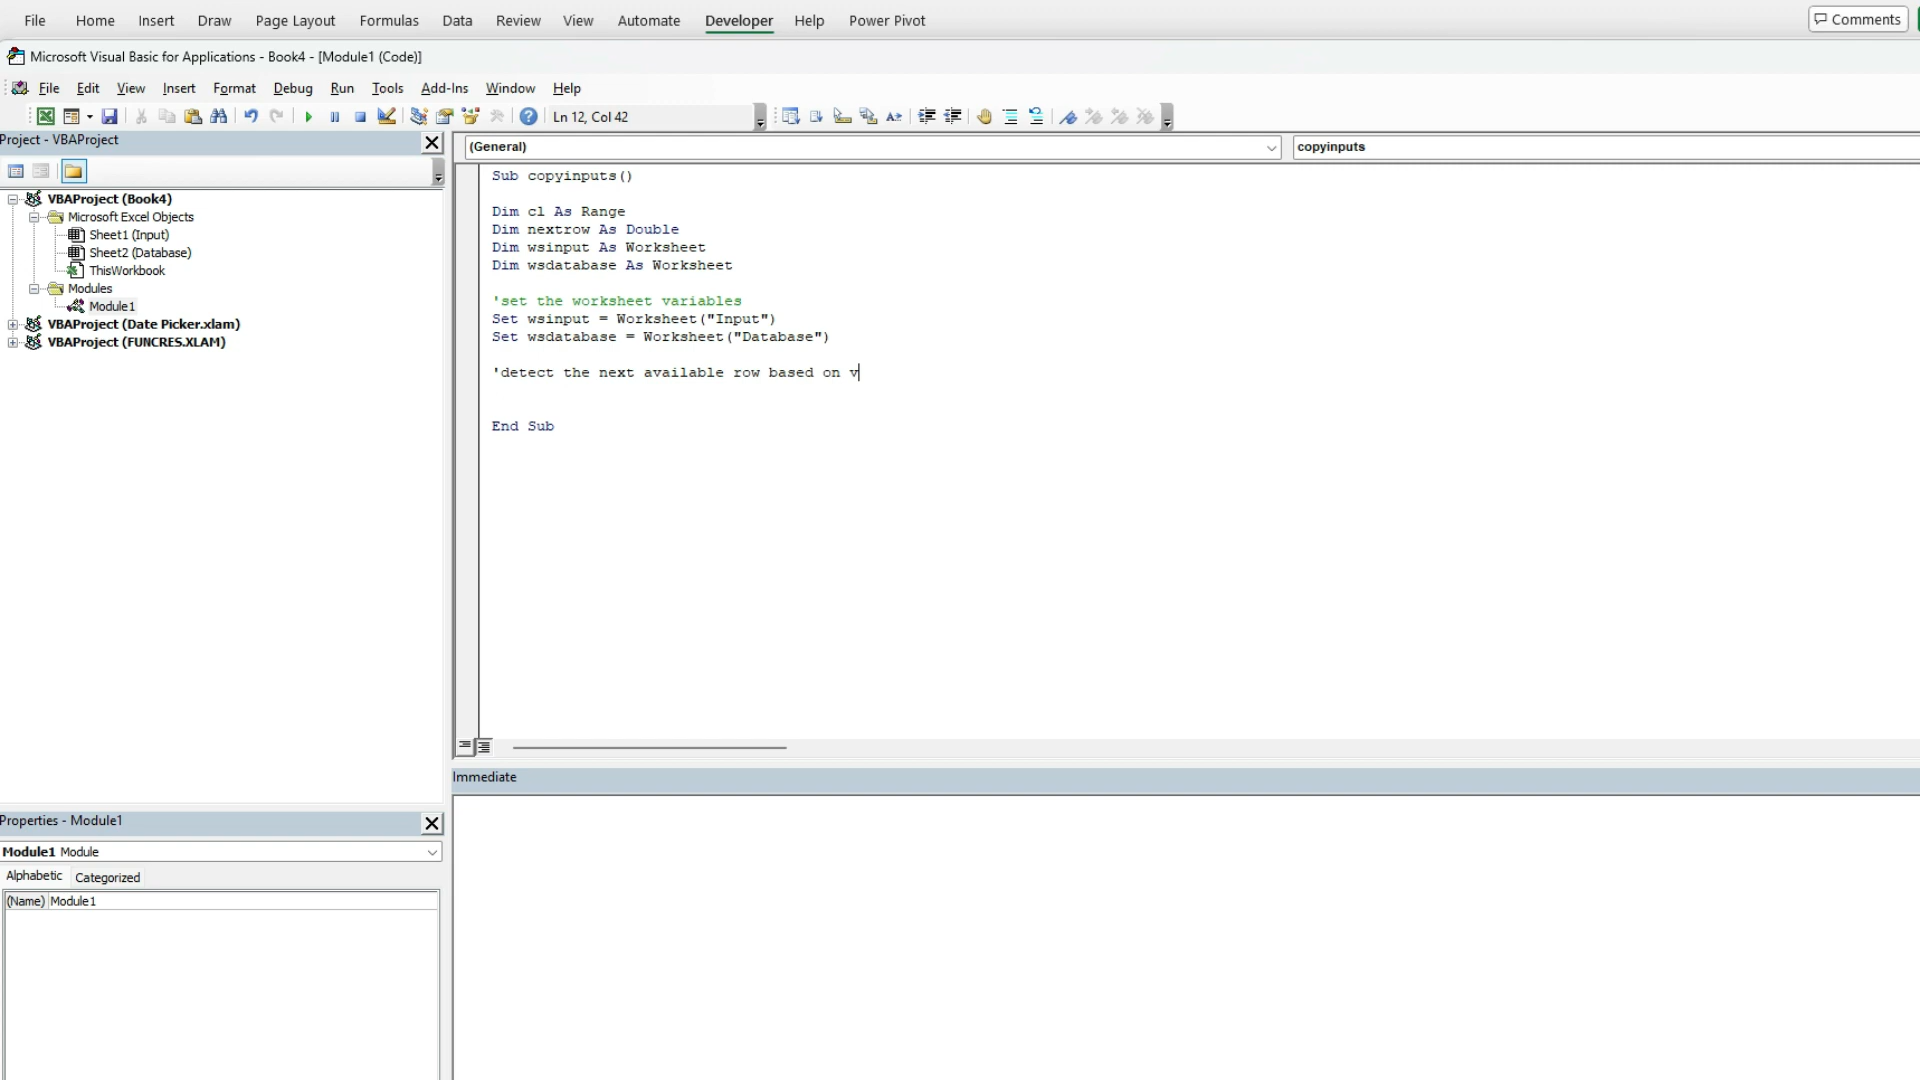 File Home Insert Draw Page Layout Formulas Data Review View Automate Developer Help Power Pivot Comments
Microsoft Visual Basic for Applications - Book4 - [Module1 (Code)]
File Edit View Insert Format Debug Run Tools Add-Ins Window Help
Ln 12, Col 42
Project - VBAProject
(General) copyinputs
VBAProject (Book4)
Microsoft Excel Objects
Sheet1 (Input)
Sheet2 (Database)
ThisWorkbook
Modules
Module1
VBAProject (Date Picker.xlam)
VBAProject (FUNCRES.XLAM)
Sub copyinputs()
Dim cl As Range
Dim nextrow As Double
Dim wsinput As Worksheet
Dim wsdatabase As Worksheet
'set the worksheet variables
Set wsinput = Worksheet("Input")
Set wsdatabase = Worksheet("Database")
'detect the next available row based on v
End Sub
Immediate
Properties - Module1
Module1 Module
Alphabetic Categorized
(Name) Module1